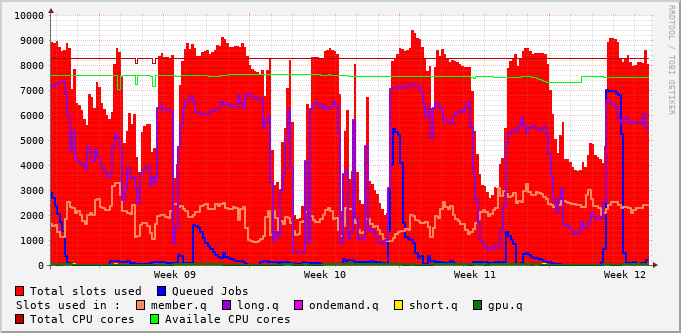 10000
9000
8000
7000
6000
5000
4000
3000
2000
1000
0
Week 09 Week 10 Week 11 Week 12
RRDTOOL / TOBI OETIKER
Total slots used Queued Jobs
Slots used in : member.q long.q ondemand.q short.q gpu.q
Total CPU cores Availale CPU cores